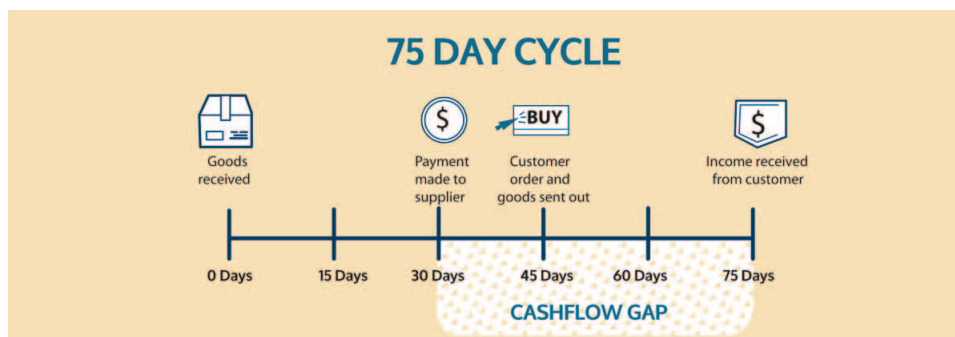 75 DAY CYCLE
$
BUY
$
Goods
received
Payment
made to
supplier
Customer
order and
goods sent out
Income received
from customer
0 Days
15 Days
30 Days
45 Days
60 Days
75 Days
CASHFLOW GAP